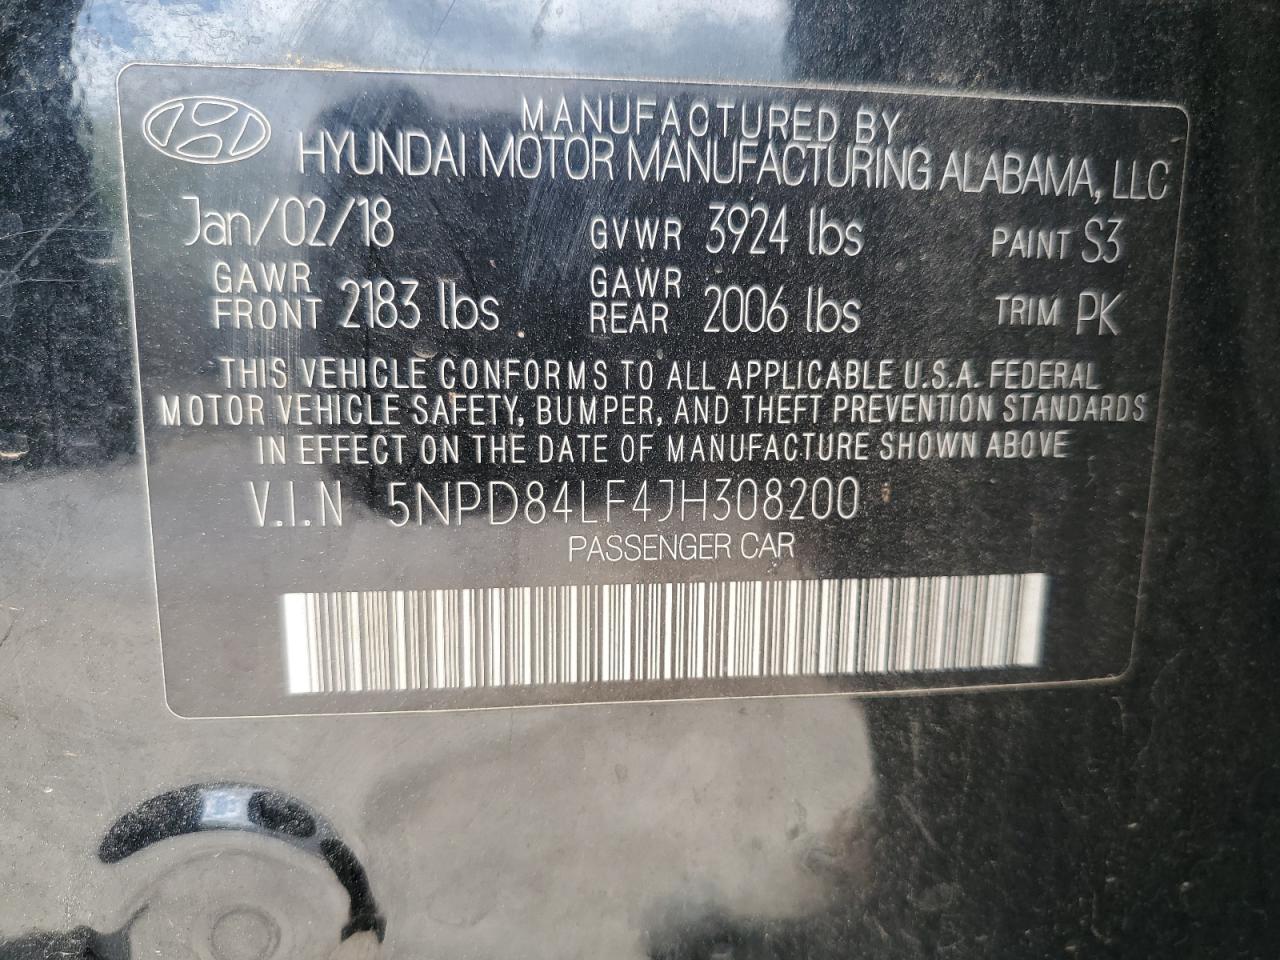 MANUFACTURED BY
HYUNDAI MOTOR MANUFACTURING ALABAMA, LLC
Jan/02/18 GVWR 3924 lbs PAINT S3
GAWR FRONT 2183 lbs GAWR REAR 2006 lbs TRIM PK
THIS VEHICLE CONFORMS TO ALL APPLICABLE U.S.A. FEDERAL
MOTOR VEHICLE SAFETY, BUMPER, AND THEFT PREVENTION STANDARDS
IN EFFECT ON THE DATE OF MANUFACTURE SHOWN ABOVE
V.I.N 5NPD84LF4JH308200
PASSENGER CAR